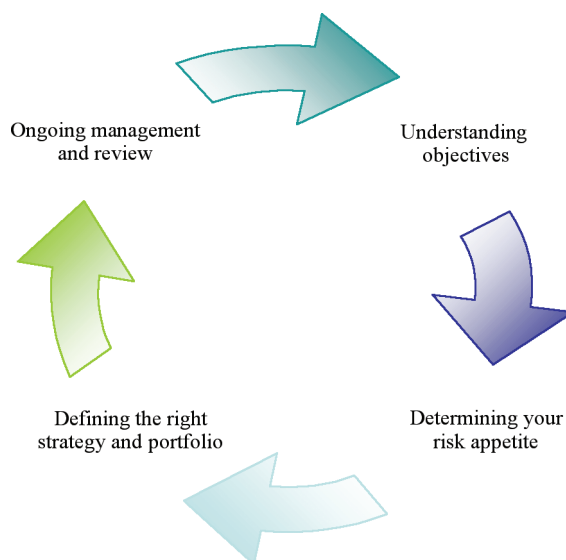 Ongoing management
and review
Understanding
objectives
Defining the right
strategy and portfolio
Determining your
risk appetite